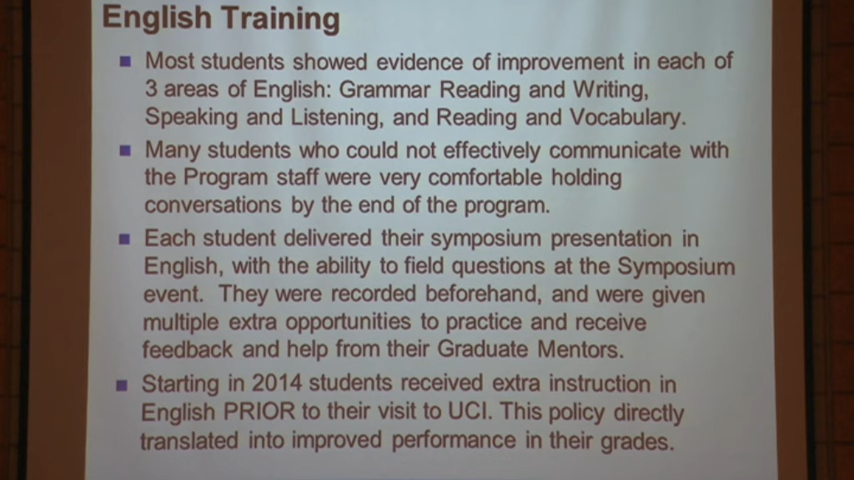 English Training
Most students showed evidence of improvement in each of
3 areas of English: Grammar Reading and Writing,
Speaking and Listening, and Reading and Vocabulary.
Many students who could not effectively communicate with
the Program staff were very comfortable holding
conversations by the end of the program.
Each student delivered their symposium presentation in
English, with the ability to field questions at the Symposium
event. They were recorded beforehand, and were given
multiple extra opportunities to practice and receive
feedback and help from their Graduate Mentors.
Starting in 2014 students received extra instruction in
English PRIOR to their visit to UCI. This policy directly
translated into improved performance in their grades.